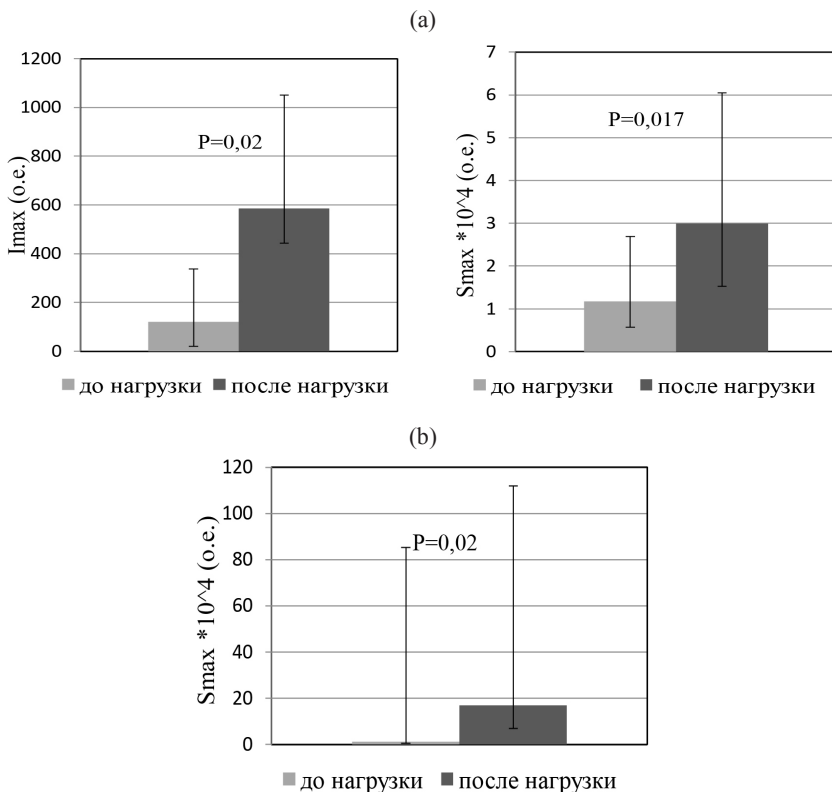 (a)
Imax (o.e.)
1200
1000
800
600
400
200
0
P=0,02
до нагрузки после нагрузки
Smax *10^4 (o.e.)
7
6
5
4
3
2
1
0
P=0,017
до нагрузки после нагрузки
(b)
Smax *10^4 (o.e.)
120
100
80
60
40
20
0
P=0,02
до нагрузки после нагрузки